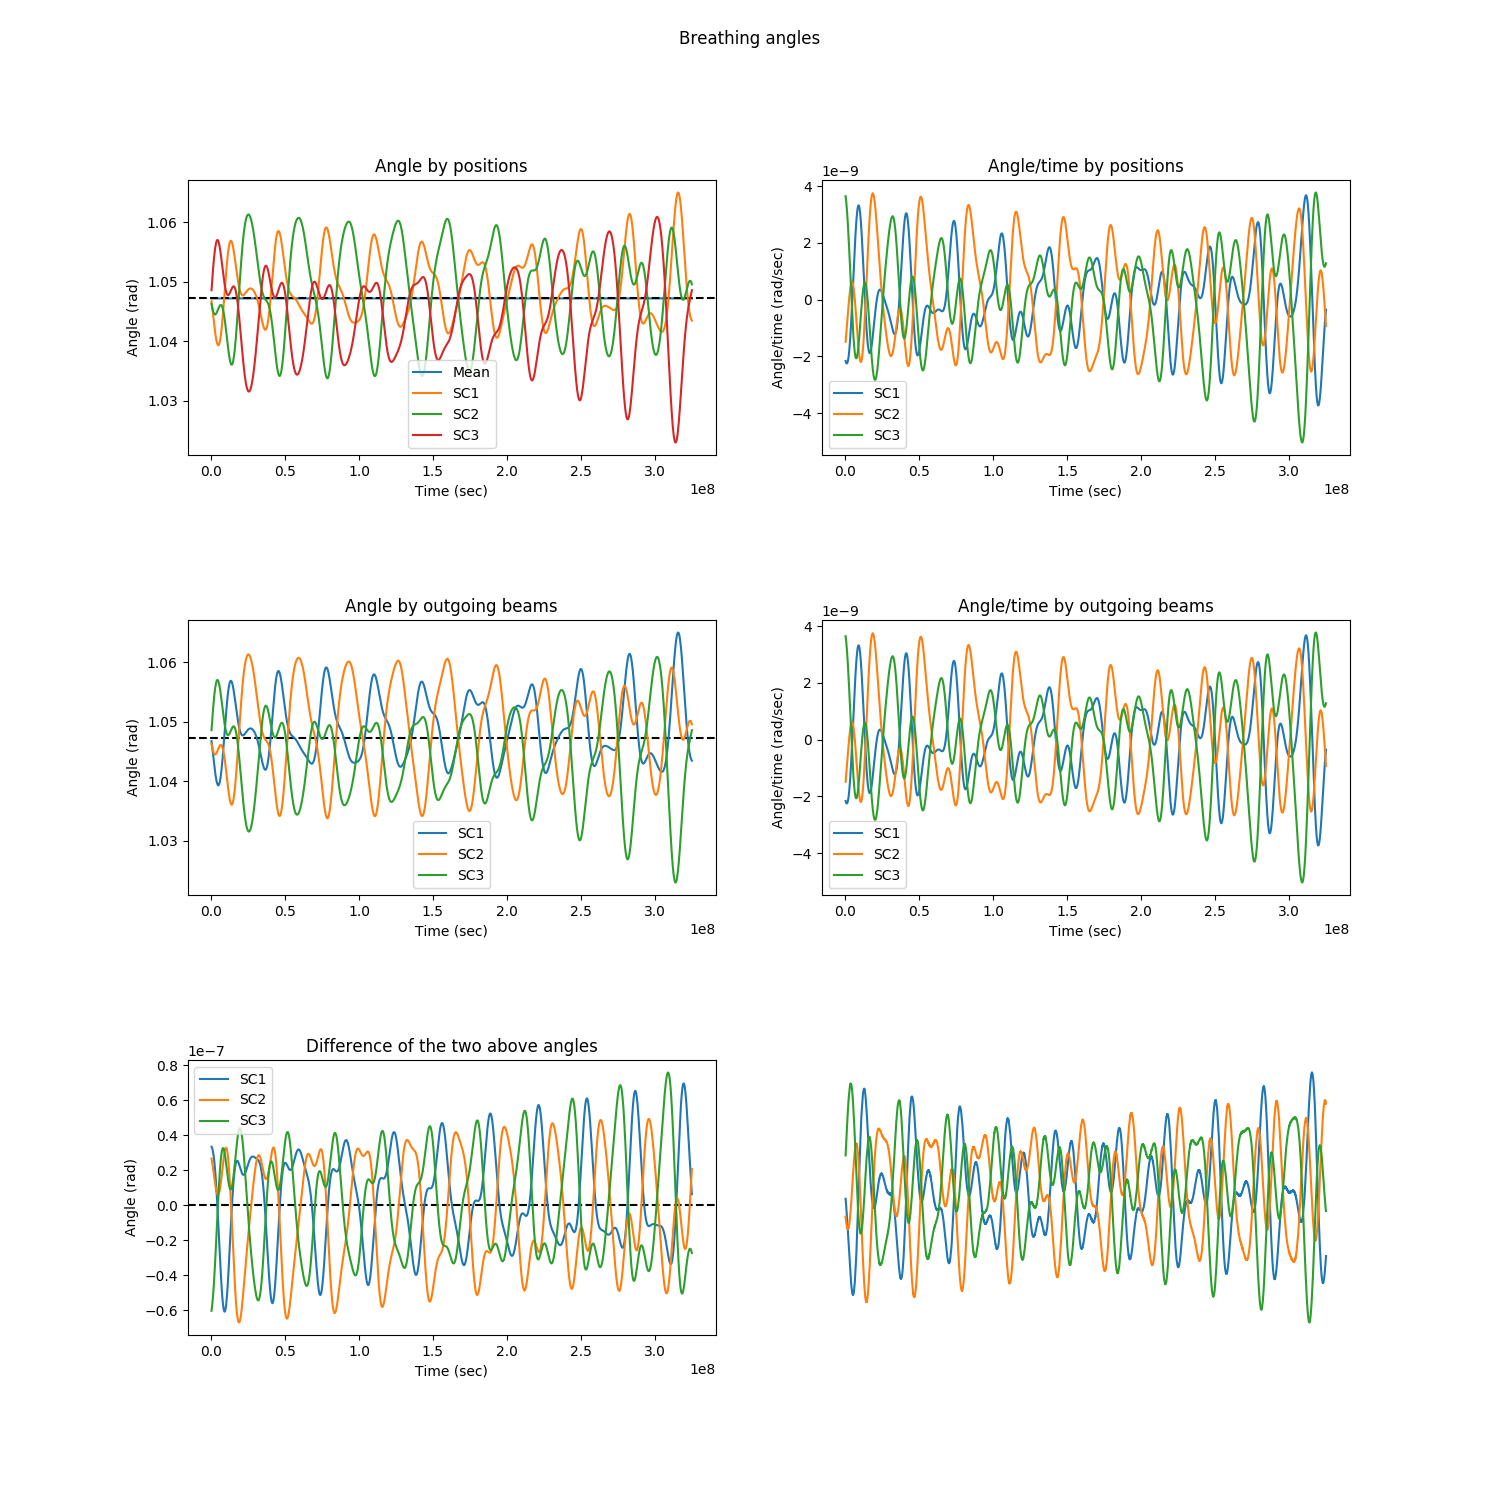 Breathing angles
Angle by positions
Angle (rad)
1.06
1.05
1.04
1.03
Mean
SC1
SC2
SC3
0.0 0.5 1.0 1.5 2.0 2.5 3.0
1e8
Time (sec)
Angle/time by positions
1e−9
Angle/time (rad/sec)
4
2
0
−2
−4
SC1
SC2
SC3
0.0 0.5 1.0 1.5 2.0 2.5 3.0
1e8
Time (sec)
Angle by outgoing beams
Angle (rad)
1.06
1.05
1.04
1.03
SC1
SC2
SC3
0.0 0.5 1.0 1.5 2.0 2.5 3.0
1e8
Time (sec)
Angle/time by outgoing beams
1e−9
Angle/time (rad/sec)
4
2
0
−2
−4
SC1
SC2
SC3
0.0 0.5 1.0 1.5 2.0 2.5 3.0
1e8
Time (sec)
Difference of the two above angles
1e−7
Angle (rad)
0.8
0.6
0.4
0.2
0.0
−0.2
−0.4
−0.6
SC1
SC2
SC3
0.0 0.5 1.0 1.5 2.0 2.5 3.0
1e8
Time (sec)